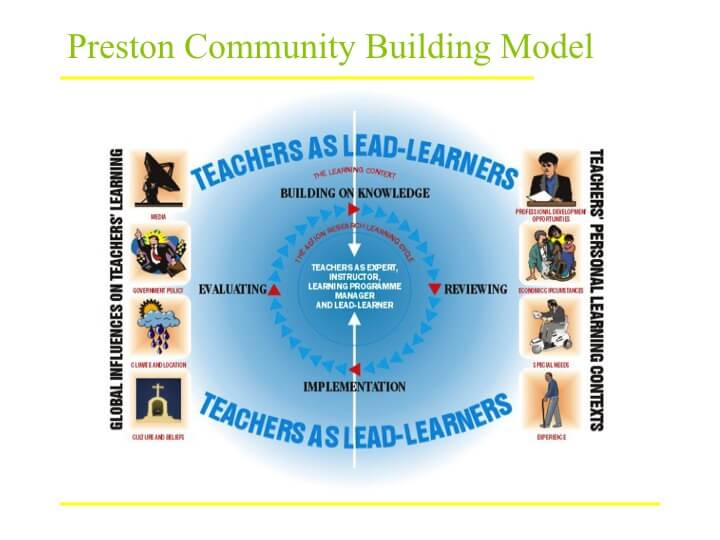 Preston Community Building Model
TEACHERS AS LEAD-LEARNERS
THE LEARNING CONTEXT
BUILDING ON KNOWLEDGE
THE ACTION RESEARCH LEARNING CYCLE
GLOBAL INFLUENCES ON TEACHERS' LEARNING
MEDIA
GOVERNMENT POLICY
CLIMATE AND LOCATION
CULTURE AND BELIEFS
EVALUATING
TEACHERS AS EXPERT,
INSTRUCTOR,
LEARNING PROGRAMME
MANAGER
AND LEAD-LEARNER
REVIEWING
IMPLEMENTATION
TEACHERS AS LEAD-LEARNERS
PROFESSIONAL DEVELOPMENT
OPPORTUNITIES
ECONOMIC CIRCUMSTANCES
SPECIAL NEEDS
EXPERIENCE
TEACHERS' PERSONAL LEARNING CONTEXTS